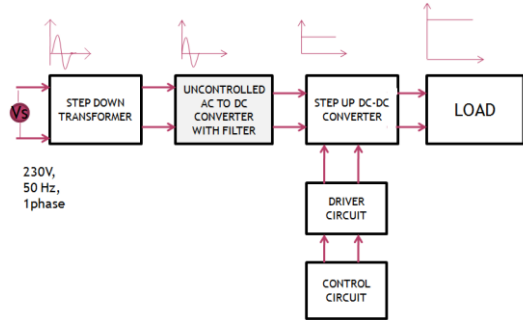 Vs
STEP DOWN
TRANSFORMER
UNCONTROLLED
AC TO DC
CONVERTER
WITH FILTER
STEP UP DC-DC
CONVERTER
LOAD
230V,
50 Hz,
1phase
DRIVER
CIRCUIT
CONTROL
CIRCUIT